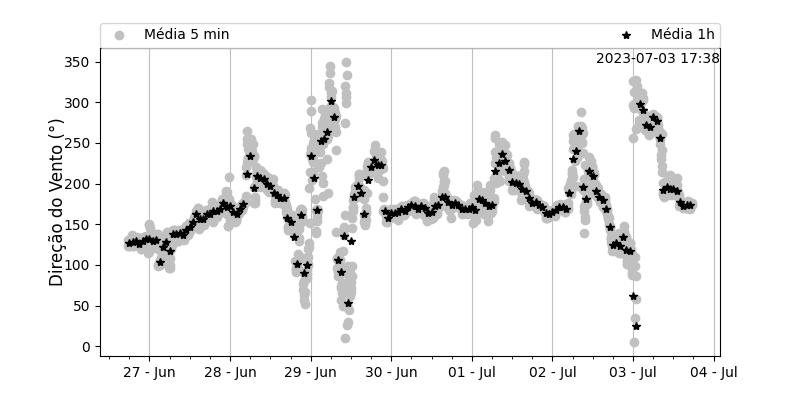 Média 5 min
Média 1h
2023-07-03 17:38
Direção do Vento (°)
350
300
250
200
150
100
50
0
27 - Jun
28 - Jun
29 - Jun
30 - Jun
01 - Jul
02 - Jul
03 - Jul
04 - Jul